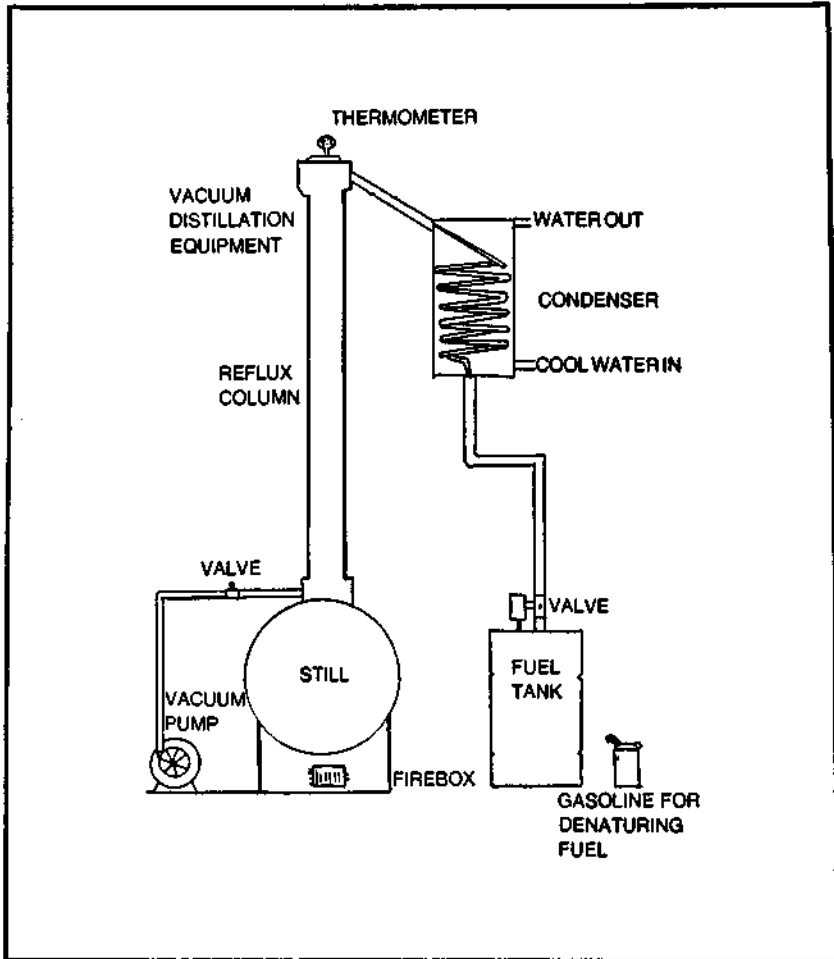 THERMOMETER
VACUUM
DISTILLATION
EQUIPMENT
WATER OUT
CONDENSER
COOL WATER IN
REFLUX
COLUMN
VALVE
VALVE
STILL
FUEL
TANK
VACUUM
PUMP
FIREBOX
GASOLINE FOR
DENATURING
FUEL